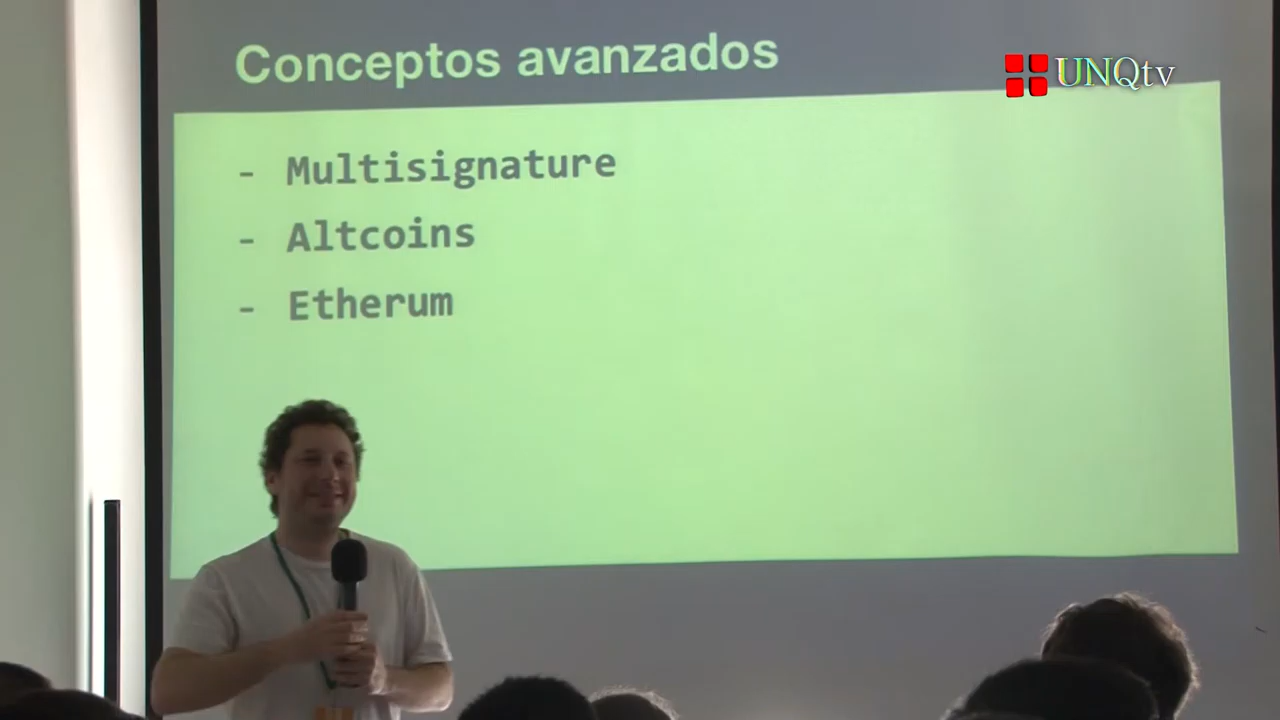 Conceptos avanzados
UNQtv
- Multisignature
- Altcoins
- Etherum